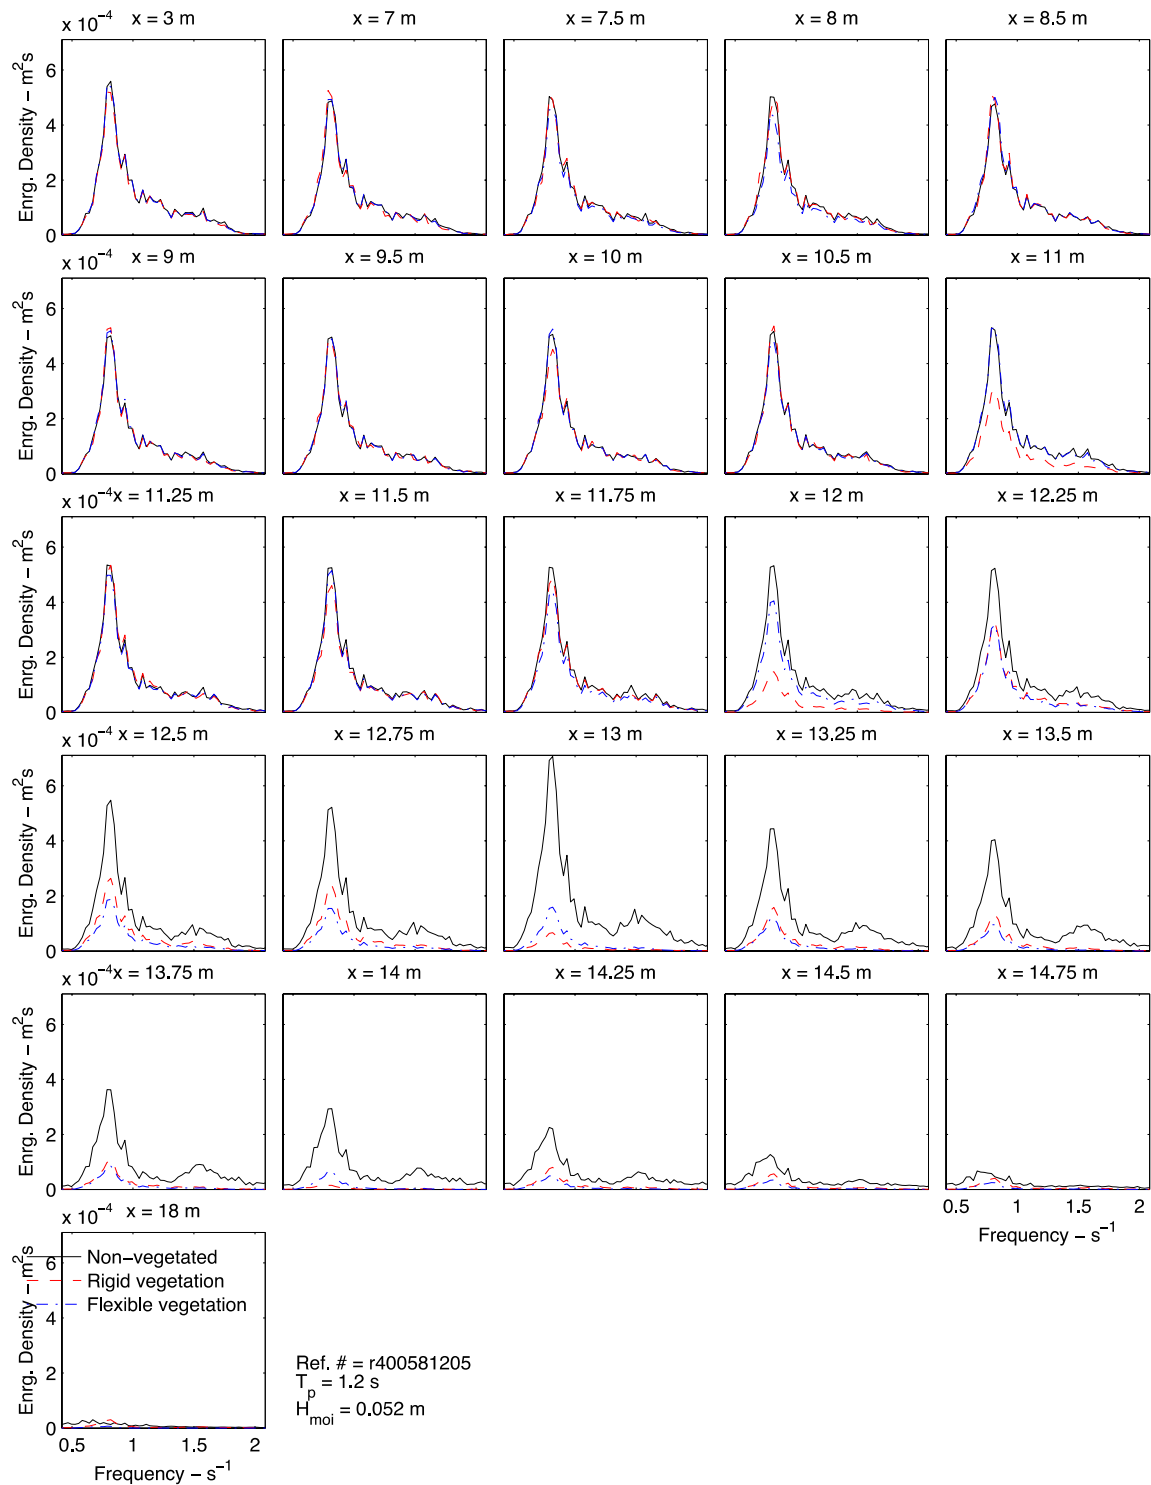 x 10⁻⁴
x = 3 m
x = 7 m
x = 7.5 m
x = 8 m
x = 8.5 m
6
4
2
0
Enrg. Density – m²s
x 10⁻⁴
x = 9 m
x = 9.5 m
x = 10 m
x = 10.5 m
x = 11 m
6
4
2
0
Enrg. Density – m²s
x 10⁻⁴
x = 11.25 m
x = 11.5 m
x = 11.75 m
x = 12 m
x = 12.25 m
6
4
2
0
Enrg. Density – m²s
x 10⁻⁴
x = 12.5 m
x = 12.75 m
x = 13 m
x = 13.25 m
x = 13.5 m
6
4
2
0
Enrg. Density – m²s
x 10⁻⁴
x = 13.75 m
x = 14 m
x = 14.25 m
x = 14.5 m
x = 14.75 m
6
4
2
0
Enrg. Density – m²s
0.5 1 1.5 2
Frequency – s⁻¹
x 10⁻⁴
x = 18 m
6
4
2
0
Enrg. Density – m²s
Non–vegetated
Rigid vegetation
Flexible vegetation
0.5 1 1.5 2
Frequency – s⁻¹
Ref. # = r400581205
Tₚ = 1.2 s
H_moi = 0.052 m